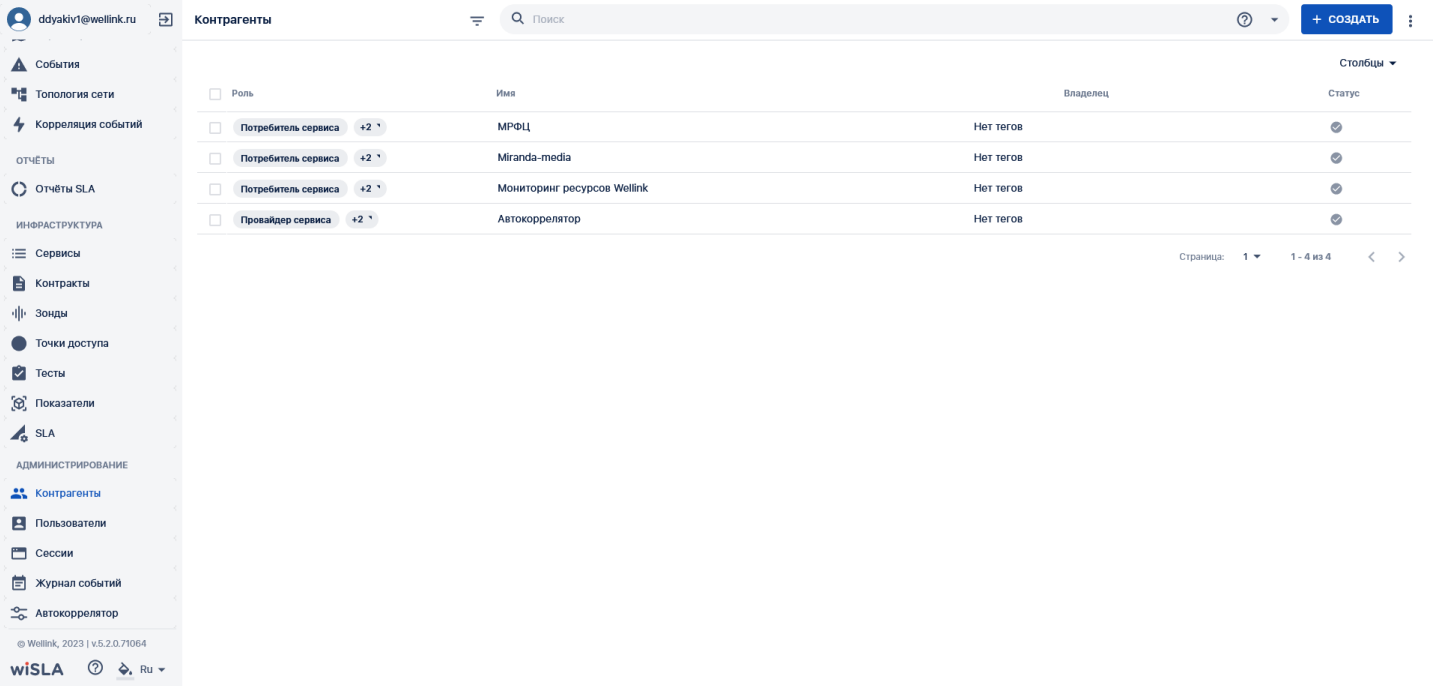 ddyakiv1@wellink.ru
События
Топология сети
Корреляция событий
ОТЧЁТЫ
Отчёты SLA
ИНФРАСТРУКТУРА
Сервисы
Контракты
Зонды
Точки доступа
Тесты
Показатели
SLA
АДМИНИСТРИРОВАНИЕ
Контрагенты
Пользователи
Сессии
Журнал событий
Автокоррелятор
© Wellink, 2023 | v.5.2.0.71064
wiSLA Ru
Контрагенты Поиск + СОЗДАТЬ
Столбцы
Роль Имя Владелец Статус
Потребитель сервиса +2 МРФЦ Нет тегов
Потребитель сервиса +2 Miranda-media Нет тегов
Потребитель сервиса +2 Мониторинг ресурсов Wellink Нет тегов
Провайдер сервиса +2 Автокоррелятор Нет тегов
Страница: 1 1 - 4 из 4